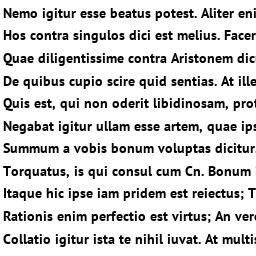 Nemo igitur esse beatus potest. Aliter eni
Hos contra singulos dici est melius. Facer
Quae diligentissime contra Aristonem dic
De quibus cupio scire quid sentias. At ille
Quis est, qui non oderit libidinosam, prot
Negabat igitur ullam esse artem, quae ips
Summum a vobis bonum voluptas dicitur.
Torquatus, is qui consul cum Cn. Bonum
Itaque hic ipse iam pridem est reiectus; T
Rationis enim perfectio est virtus; An ver
Collatio igitur ista te nihil iuvat. At multis